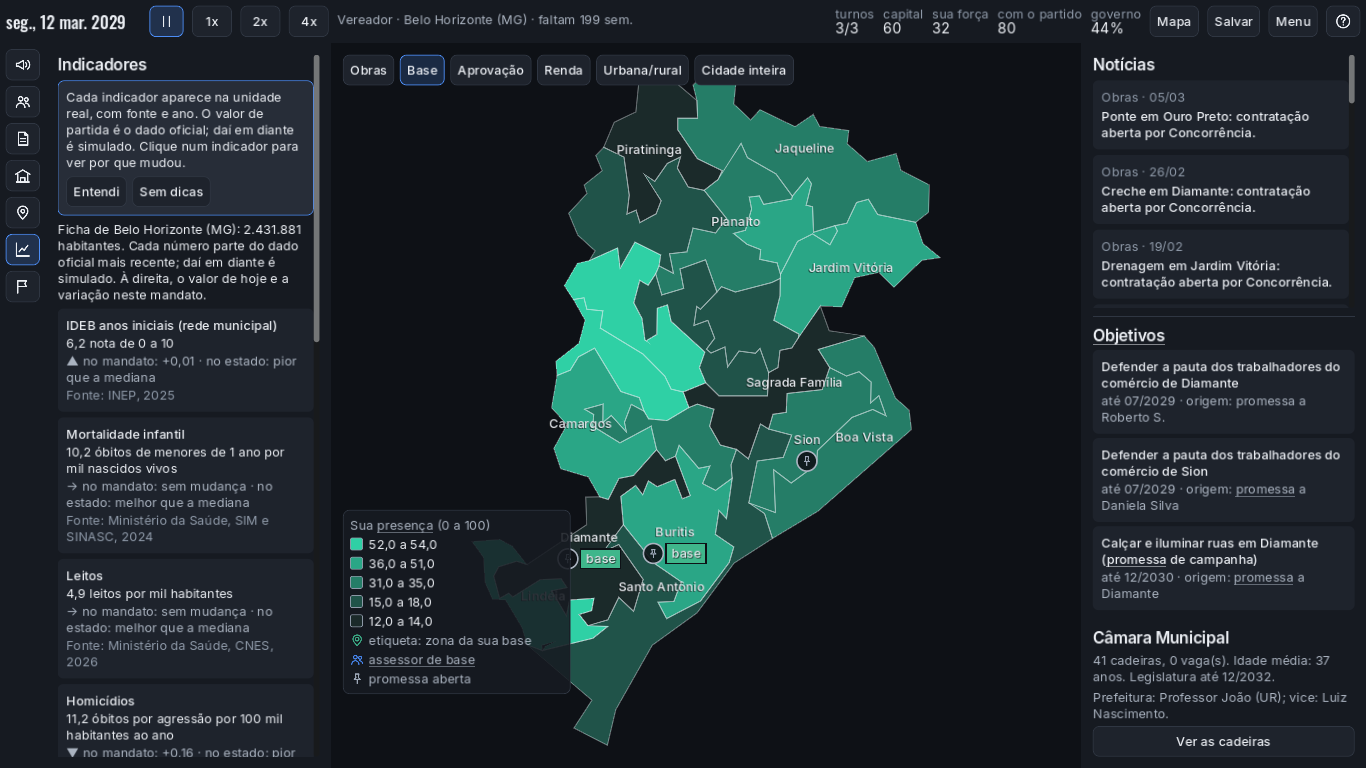 seg., 12 mar. 2029
1x
2x
4x
Vereador · Belo Horizonte (MG) · faltam 199 sem.
turnos
3/3
capital
60
sua força
32
com o partido
80
governo
44%
Mapa
Salvar
Menu
Indicadores
Cada indicador aparece na unidade
real, com fonte e ano. O valor de
partida é o dado oficial; daí em diante
é simulado. Clique num indicador para
ver por que mudou.
Entendi
Sem dicas
Ficha de Belo Horizonte (MG): 2.431.881
habitantes. Cada número parte do dado
oficial mais recente; daí em diante é
simulado. À direita, o valor de hoje e a
variação neste mandato.
IDEB anos iniciais (rede municipal)
6,2 nota de 0 a 10
▲ no mandato: +0,01 · no estado: pior
que a mediana
Fonte: INEP, 2025
Mortalidade infantil
10,2 óbitos de menores de 1 ano por
mil nascidos vivos
→ no mandato: sem mudança · no
estado: melhor que a mediana
Fonte: Ministério da Saúde, SIM e
SINASC, 2024
Leitos
4,9 leitos por mil habitantes
→ no mandato: sem mudança · no
estado: melhor que a mediana
Fonte: Ministério da Saúde, CNES,
2026
Homicídios
11,2 óbitos por agressão por 100 mil
habitantes ao ano
▼ no mandato: +0,16 · no estado: pior
Obras
Base
Aprovação
Renda
Urbana/rural
Cidade inteira
Piratininga
Jaqueline
Planalto
Jardim Vitória
Sagrada Família
Camargos
Sion
Boa Vista
Buritis
base
Diamante
base
Santo Antônio
Lindéia
Sua presença (0 a 100)
52,0 a 54,0
36,0 a 51,0
31,0 a 35,0
15,0 a 18,0
12,0 a 14,0
etiqueta: zona da sua base
assessor de base
promessa aberta
Notícias
Obras · 05/03
Ponte em Ouro Preto: contratação
aberta por Concorrência.
Obras · 26/02
Creche em Diamante: contratação
aberta por Concorrência.
Obras · 19/02
Drenagem em Jardim Vitória:
contratação aberta por Concorrência.
Objetivos
Defender a pauta dos trabalhadores do
comércio de Diamante
até 07/2029 · origem: promessa a
Roberto S.
Defender a pauta dos trabalhadores do
comércio de Sion
até 07/2029 · origem: promessa a
Daniela Silva
Calçar e iluminar ruas em Diamante
(promessa de campanha)
até 12/2030 · origem: promessa a
Diamante
Câmara Municipal
41 cadeiras, 0 vaga(s). Idade média: 37
anos. Legislatura até 12/2032.
Prefeitura: Professor João (UR); vice: Luiz
Nascimento.
Ver as cadeiras